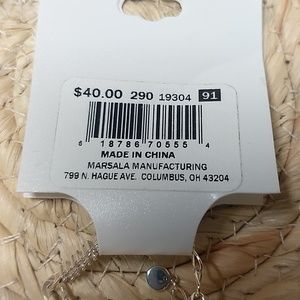 $40.00 290 19304 91
6 18786 70555 4
MADE IN CHINA
MARSALA MANUFACTURING
799 N. HAGUE AVE. COLUMBUS, OH 43204